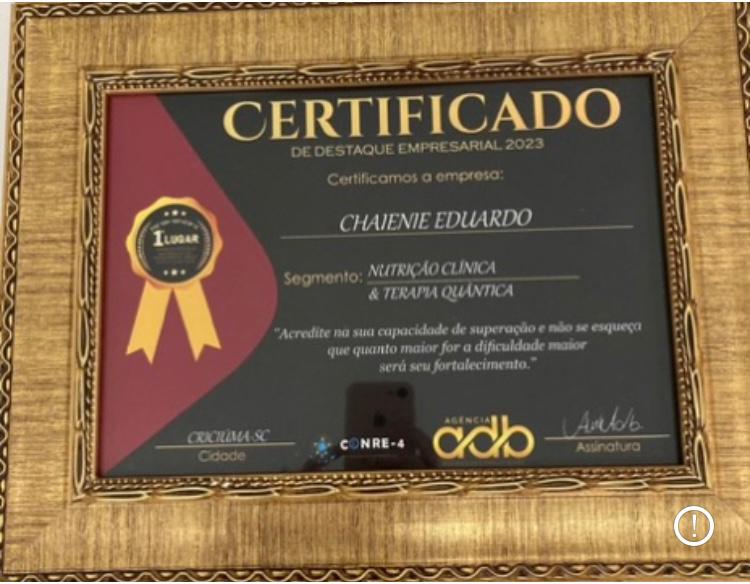 CERTIFICADO
DE DESTAQUE EMPRESARIAL 2023
Certificamos a empresa:
CHAIENIE EDUARDO
1 LUGAR
Segmento: NUTRIÇÃO CLÍNICA
& TERAPIA QUÂNTICA
"Acredite na sua capacidade de superação e não se esqueça
que quanto maior for a dificuldade maior
será seu fortalecimento."
CRICIÚMA-SC
Cidade
CONRE-4
AGÊNCIA
adb
Assinatura